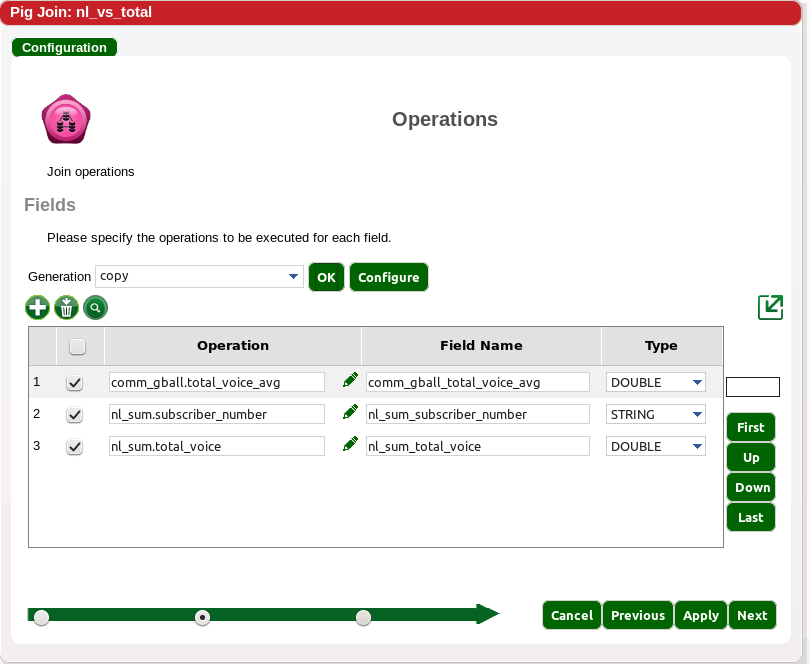 Pig Join: nl_vs_total
Configuration
Operations
Join operations
Fields
Please specify the operations to be executed for each field.
Generation copy OK Configure
Operation Field Name Type
1 comm_gball.total_voice_avg comm_gball_total_voice_avg DOUBLE
2 nl_sum.subscriber_number nl_sum_subscriber_number STRING
3 nl_sum.total_voice nl_sum_total_voice DOUBLE
First
Up
Down
Last
Cancel Previous Apply Next